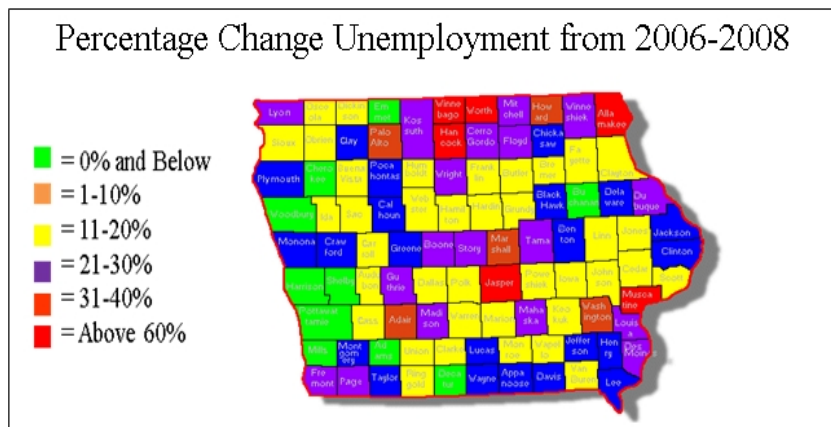 Percentage Change Unemployment from 2006-2008
= 0% and Below
= 1-10%
= 11-20%
= 21-30%
= 31-40%
= Above 60%
Lyon
Osce
ola
Dickin
son
Em
met
Kos
suth
Winne
bago
Worth
Mit
chell
How
ard
Winne
shiek
Alla
makee
Sioux
Obrien
Clay
Palo
Alto
Han
cock
Cerro
Gordo
Floyd
Chicka
saw
Fa
yette
Clayton
Plymouth
Chero
kee
Buena
Vista
Poca
hontas
Hum
boldt
Wright
Frank
lin
Butler
Bre
mer
Woodbury
Ida
Sac
Cal
houn
Web
ster
Hamil
ton
Hardin
Grundy
Black
Hawk
Bu
chanan
Dela
ware
Du
buque
Monona
Craw
ford
Car
roll
Greene
Boone
Story
Mar
shall
Tama
Ben
ton
Linn
Jones
Jackson
Clinton
Harrison
Shelby
Audu
bon
Gu
thrie
Dallas
Polk
Jasper
Powe
shiek
Iowa
John
son
Cedar
Scott
Musca
tine
Pottawat
tamie
Cass
Adair
Madi
son
Warren
Marion
Maha
ska
Keo
kuk
Wash
ington
Louis
a
Mills
Mont
gom
ery
Ad
ams
Union
Clarke
Lucas
Mon
roe
Wapel
lo
Jeffer
son
Hen
ry
Des
Moines
Fre
mont
Page
Taylor
Ring
gold
Deca
tur
Wayne
Appa
noose
Davis
Van
Buren
Lee